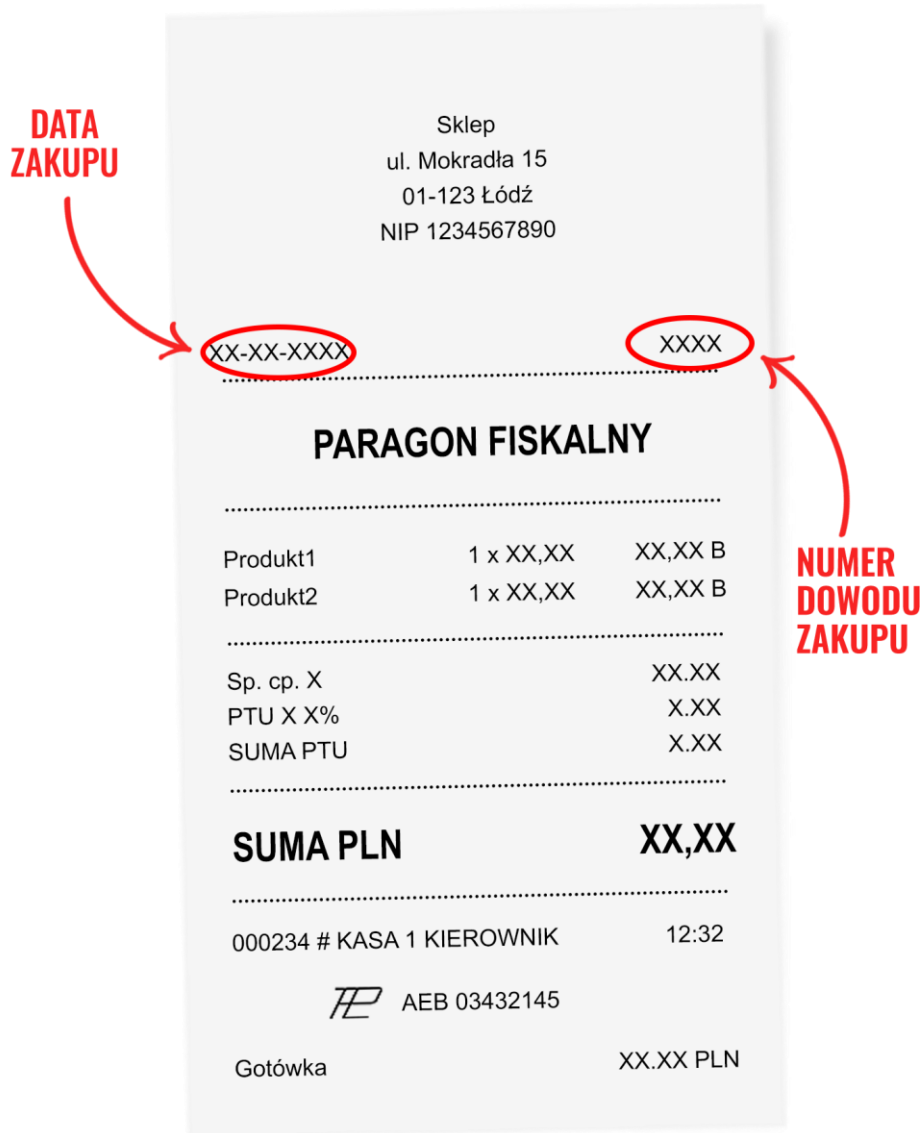 DATA
ZAKUPU
Sklep
ul. Mokradła 15
01-123 Łódź
NIP 1234567890
XX-XX-XXXX XXXX
PARAGON FISKALNY
Produkt1 1 x XX,XX XX,XX B
Produkt2 1 x XX,XX XX,XX B
NUMER
DOWODU
ZAKUPU
Sp. cp. X XX.XX
PTU X X% X.XX
SUMA PTU X.XX
SUMA PLN XX,XX
000234 # KASA 1 KIEROWNIK 12:32
AEB 03432145
Gotówka XX.XX PLN